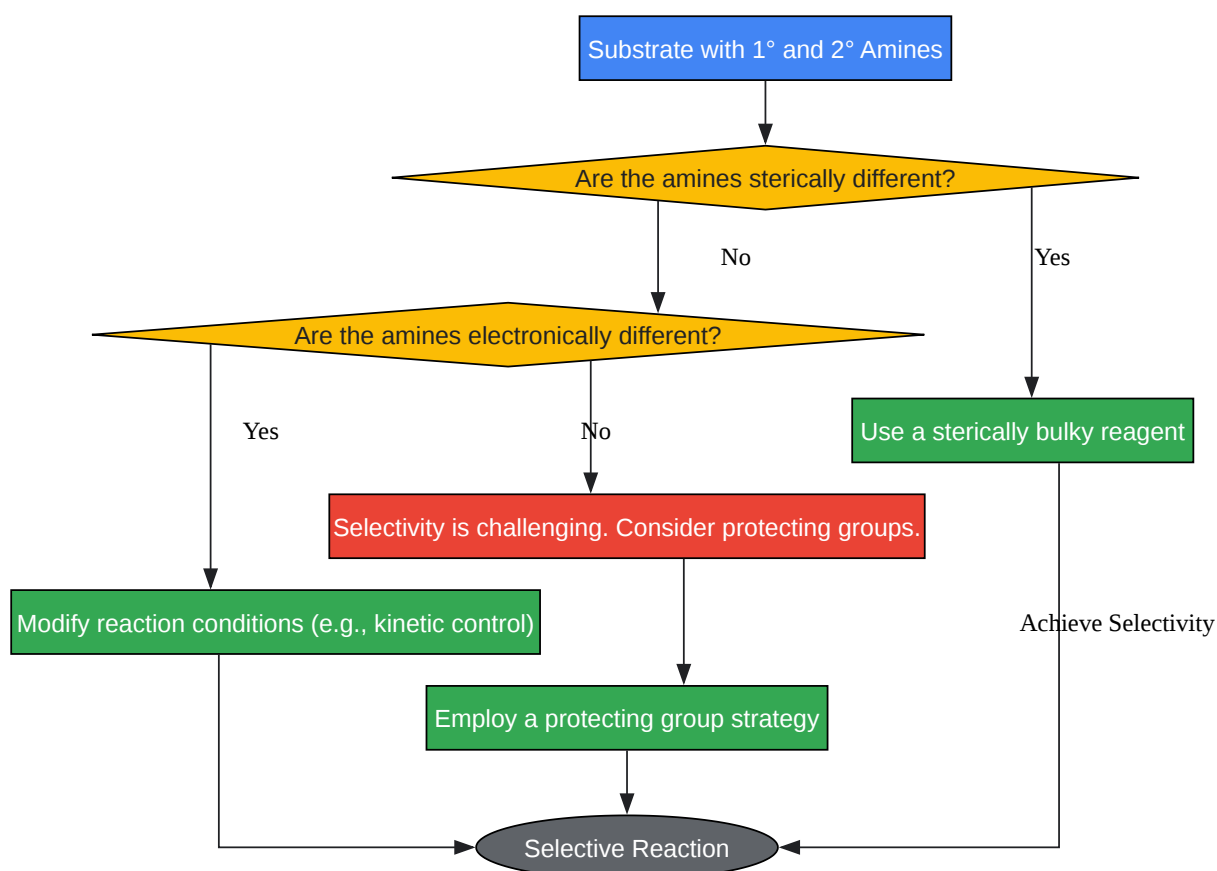 Substrate with 1° and 2° Amines
Are the amines sterically different?
No
Yes
Are the amines electronically different?
Use a sterically bulky reagent
Yes
No
Selectivity is challenging. Consider protecting groups.
Modify reaction conditions (e.g., kinetic control)
Achieve Selectivity
Employ a protecting group strategy
Selective Reaction